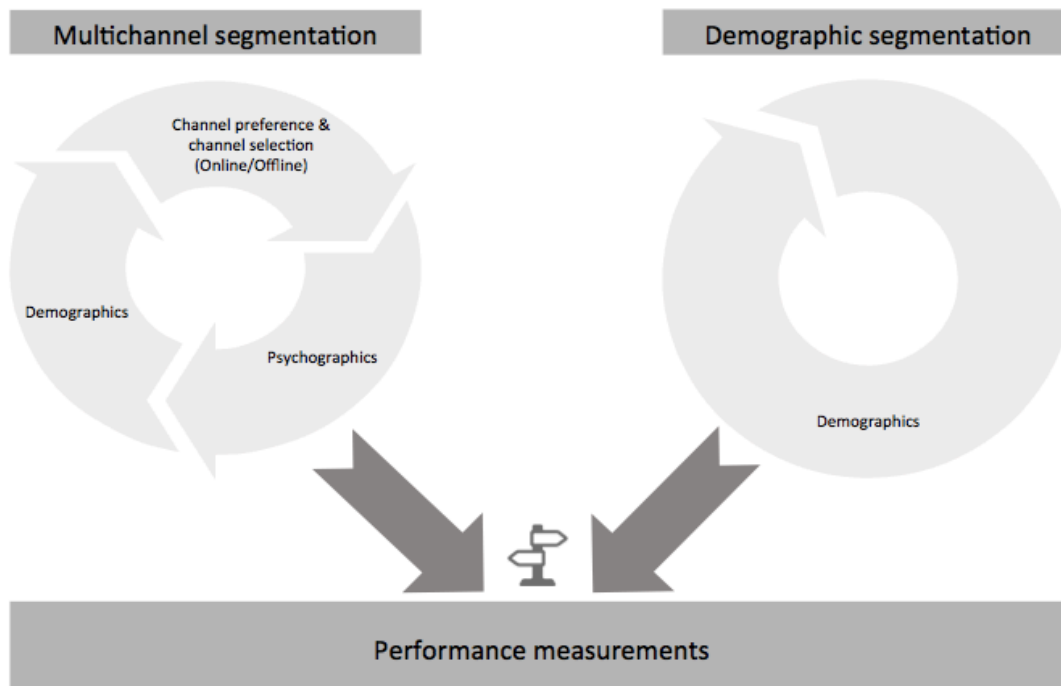 Multichannel segmentation
Demographic segmentation
Channel preference &
channel selection
(Online/Offline)
Demographics
Psychographics
Demographics
Performance measurements